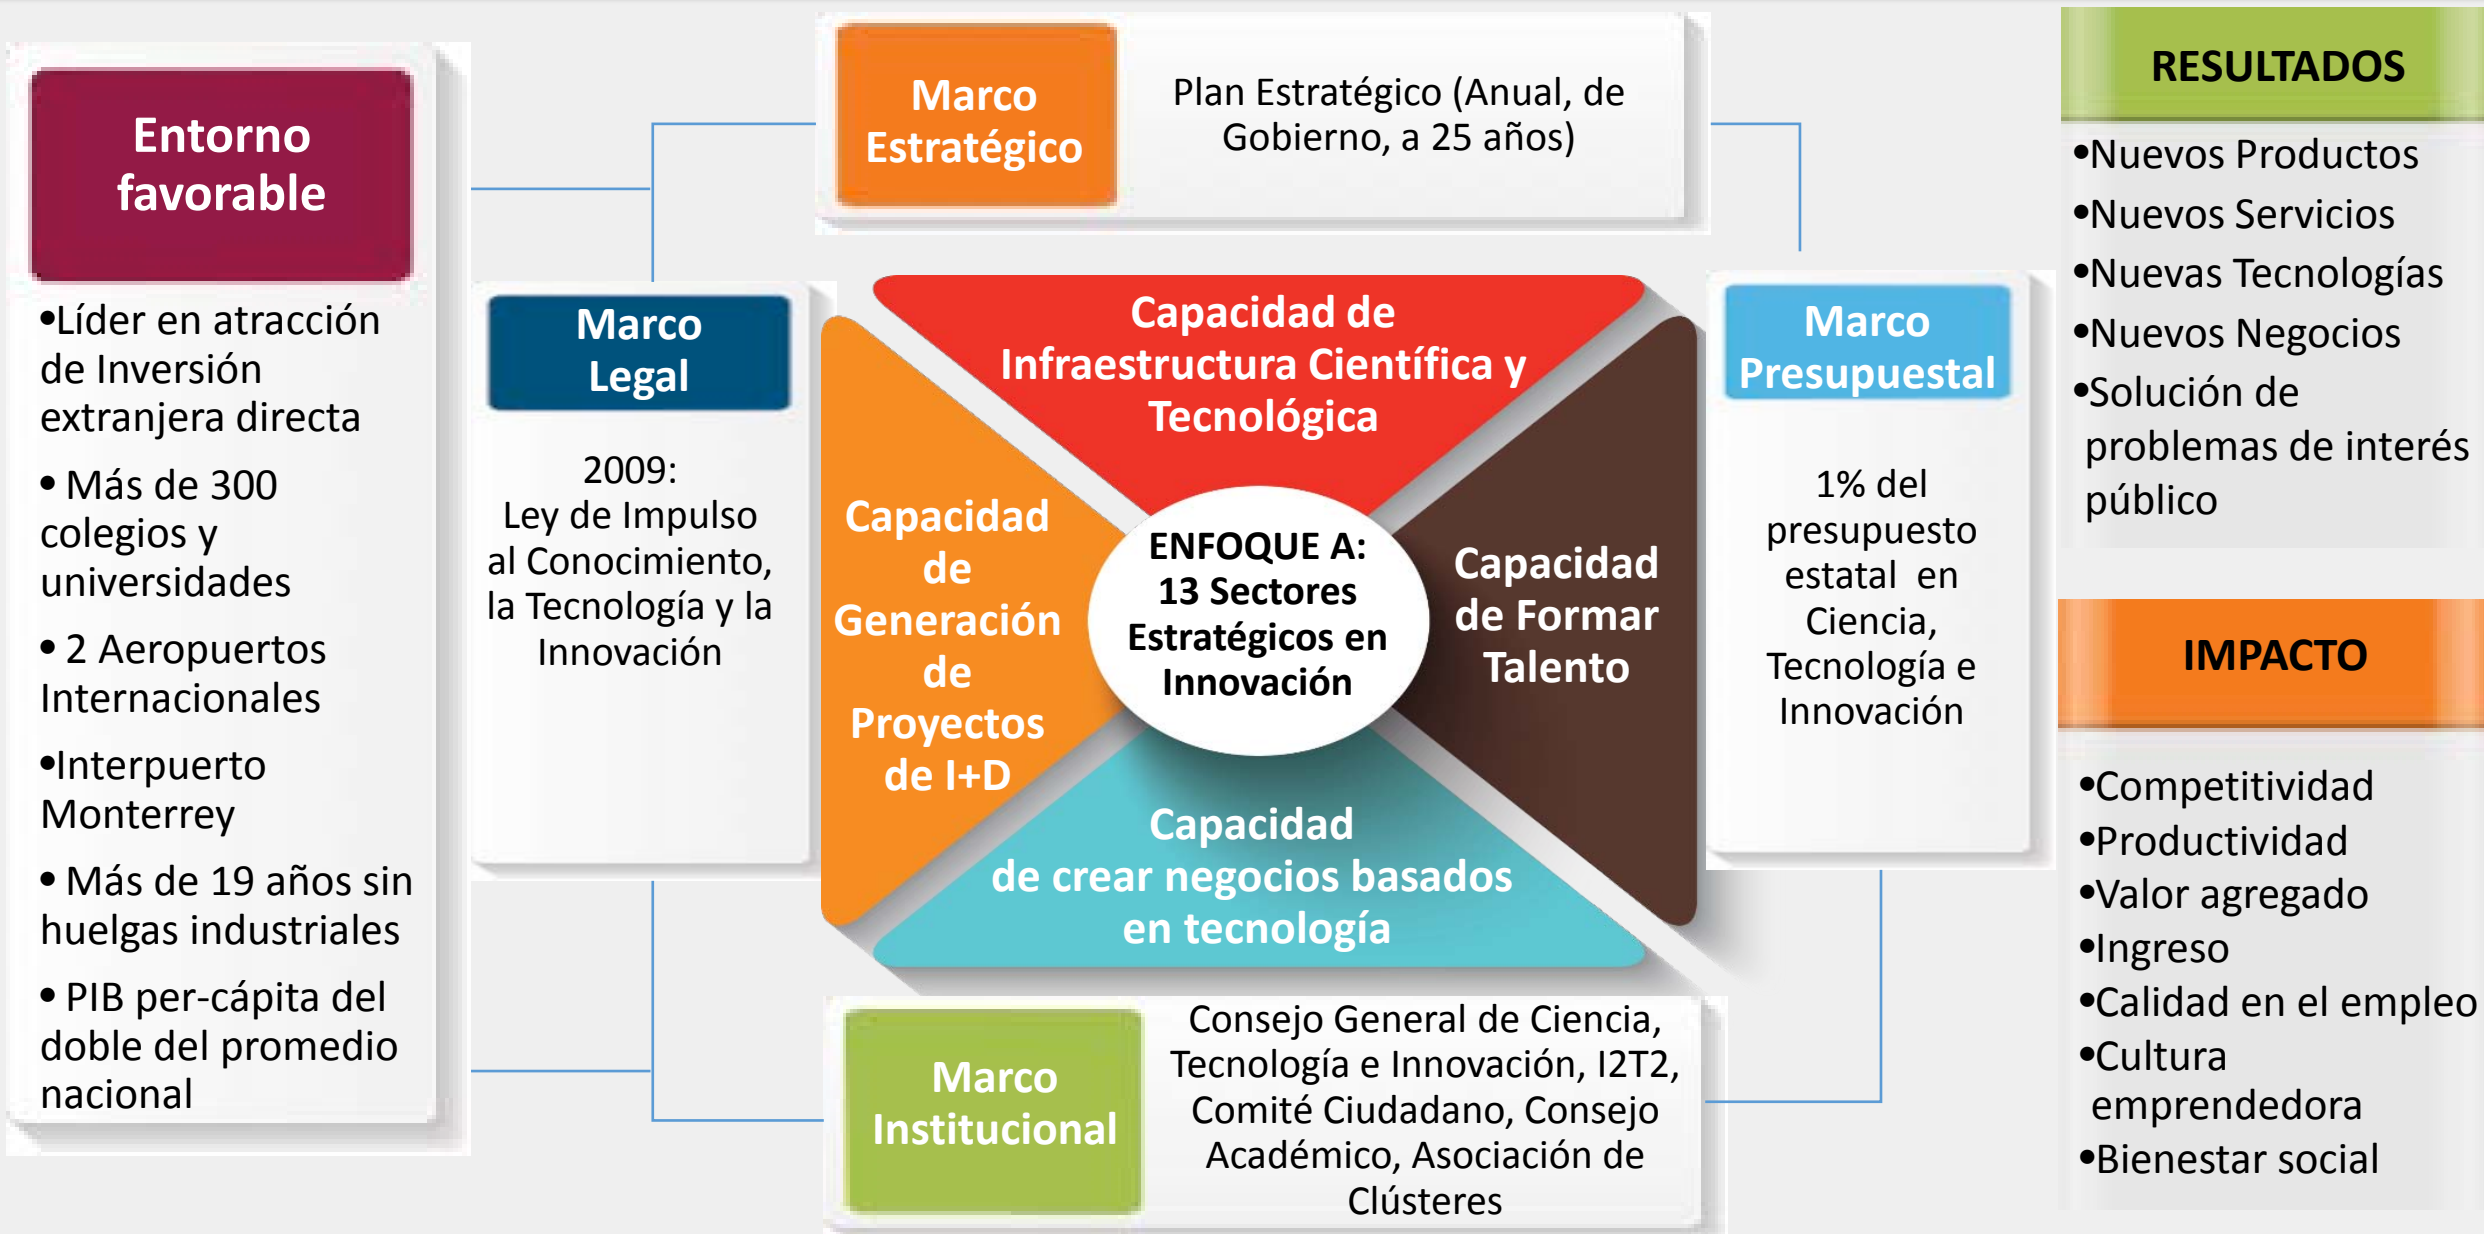 Entorno
favorable
•Líder en atracción
de Inversión
extranjera directa
• Más de 300
colegios y
universidades
• 2 Aeropuertos
Internacionales
•Interpuerto
Monterrey
• Más de 19 años sin
huelgas industriales
• PIB per-cápita del
doble del promedio
nacional
Marco
Legal
2009:
Ley de Impulso
al Conocimiento,
la Tecnología y la
Innovación
Marco
Estratégico
Plan Estratégico (Anual, de
Gobierno, a 25 años)
Capacidad de
Infraestructura Científica y
Tecnológica
Capacidad
de
Generación
de
Proyectos
de I+D
ENFOQUE A:
13 Sectores
Estratégicos en
Innovación
Capacidad
de Formar
Talento
Capacidad
de crear negocios basados
en tecnología
Marco
Institucional
Consejo General de Ciencia,
Tecnología e Innovación, I2T2,
Comité Ciudadano, Consejo
Académico, Asociación de
Clústeres
Marco
Presupuestal
1% del
presupuesto
estatal en
Ciencia,
Tecnología e
Innovación
RESULTADOS
•Nuevos Productos
•Nuevos Servicios
•Nuevas Tecnologías
•Nuevos Negocios
•Solución de
problemas de interés
público
IMPACTO
•Competitividad
•Productividad
•Valor agregado
•Ingreso
•Calidad en el empleo
•Cultura
emprendedora
•Bienestar social